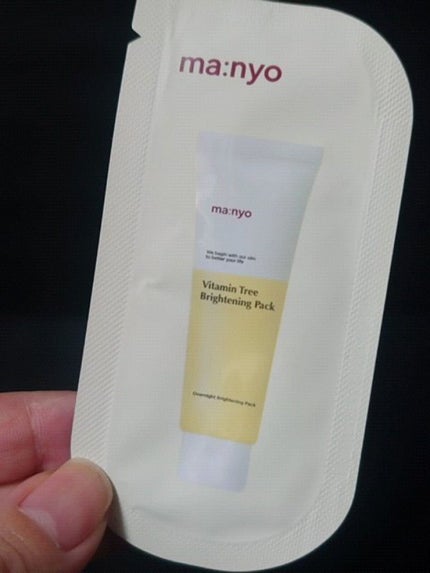 ma:nyo
ma:nyo
We begin with our skin
to better your life
Vitamin Tree
Brightening Pack
Overnight Brightening Pack